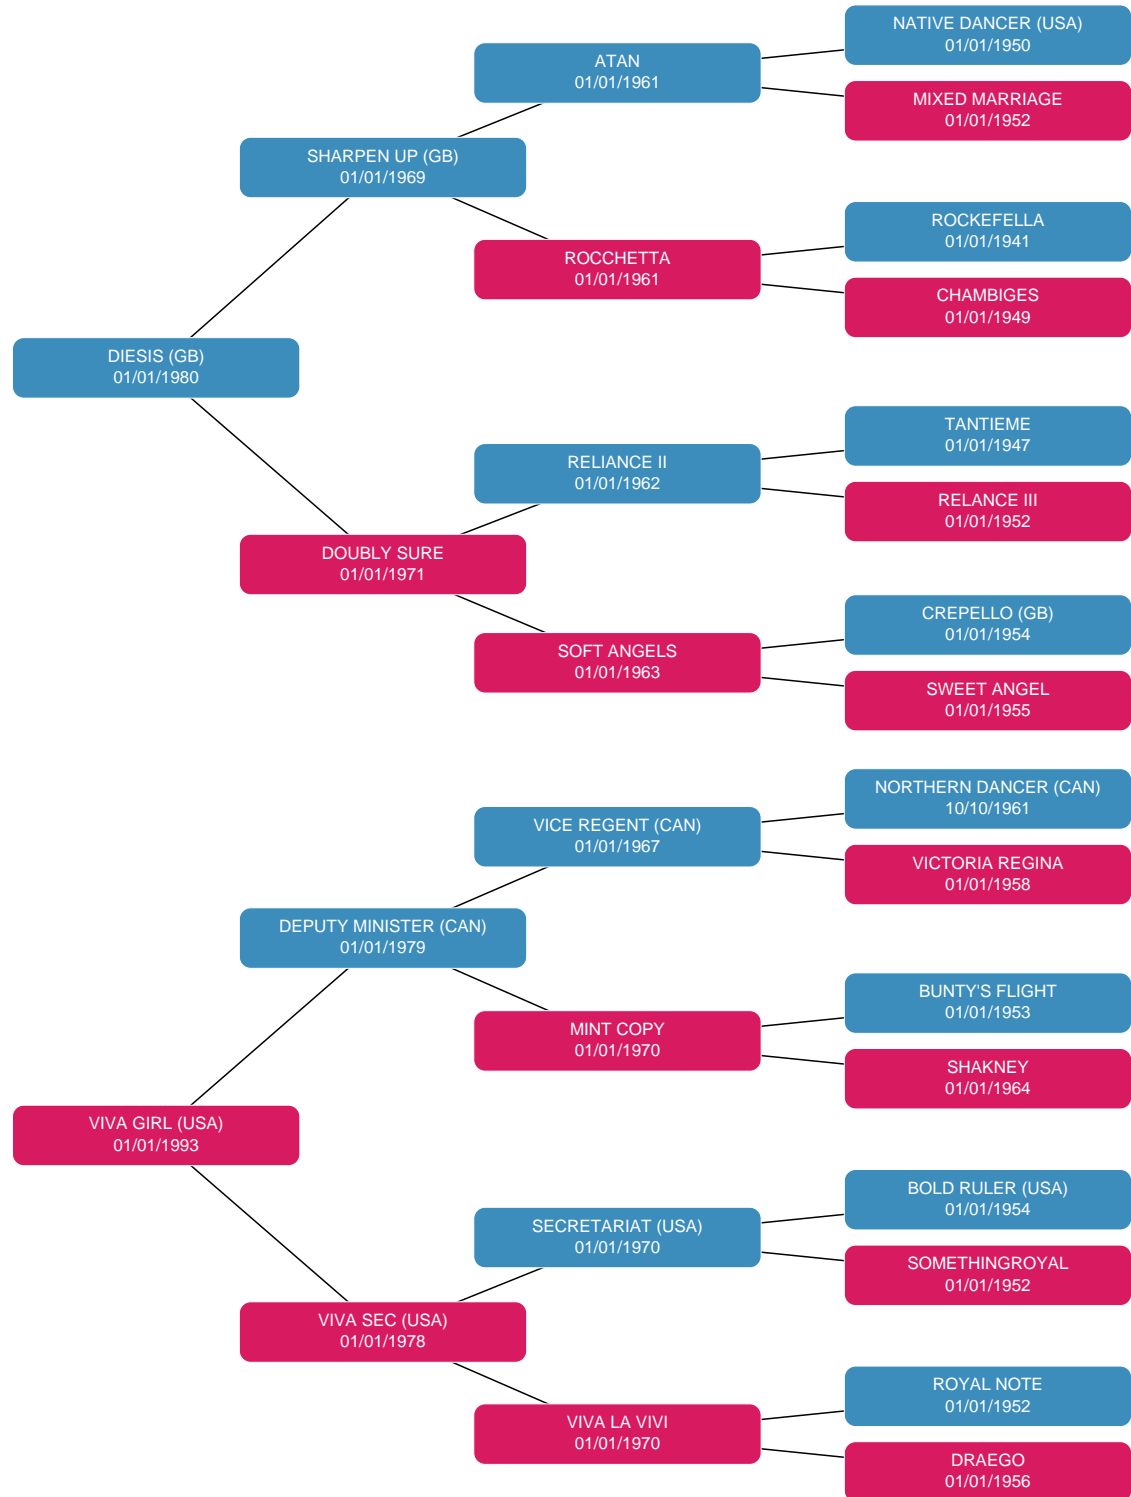 NATIVE DANCER (USA)
01/01/1950
ATAN
01/01/1961
MIXED MARRIAGE
01/01/1952
SHARPEN UP (GB)
01/01/1969
ROCKEFELLA
01/01/1941
ROCCHETTA
01/01/1961
CHAMBIGES
01/01/1949
DIESIS (GB)
01/01/1980
TANTIEME
01/01/1947
RELIANCE II
01/01/1962
RELANCE III
01/01/1952
DOUBLY SURE
01/01/1971
CREPELLO (GB)
01/01/1954
SOFT ANGELS
01/01/1963
SWEET ANGEL
01/01/1955
NORTHERN DANCER (CAN)
10/10/1961
VICE REGENT (CAN)
01/01/1967
VICTORIA REGINA
01/01/1958
DEPUTY MINISTER (CAN)
01/01/1979
BUNTY'S FLIGHT
01/01/1953
MINT COPY
01/01/1970
SHAKNEY
01/01/1964
VIVA GIRL (USA)
01/01/1993
BOLD RULER (USA)
01/01/1954
SECRETARIAT (USA)
01/01/1970
SOMETHINGROYAL
01/01/1952
VIVA SEC (USA)
01/01/1978
ROYAL NOTE
01/01/1952
VIVA LA VIVI
01/01/1970
DRAEGO
01/01/1956